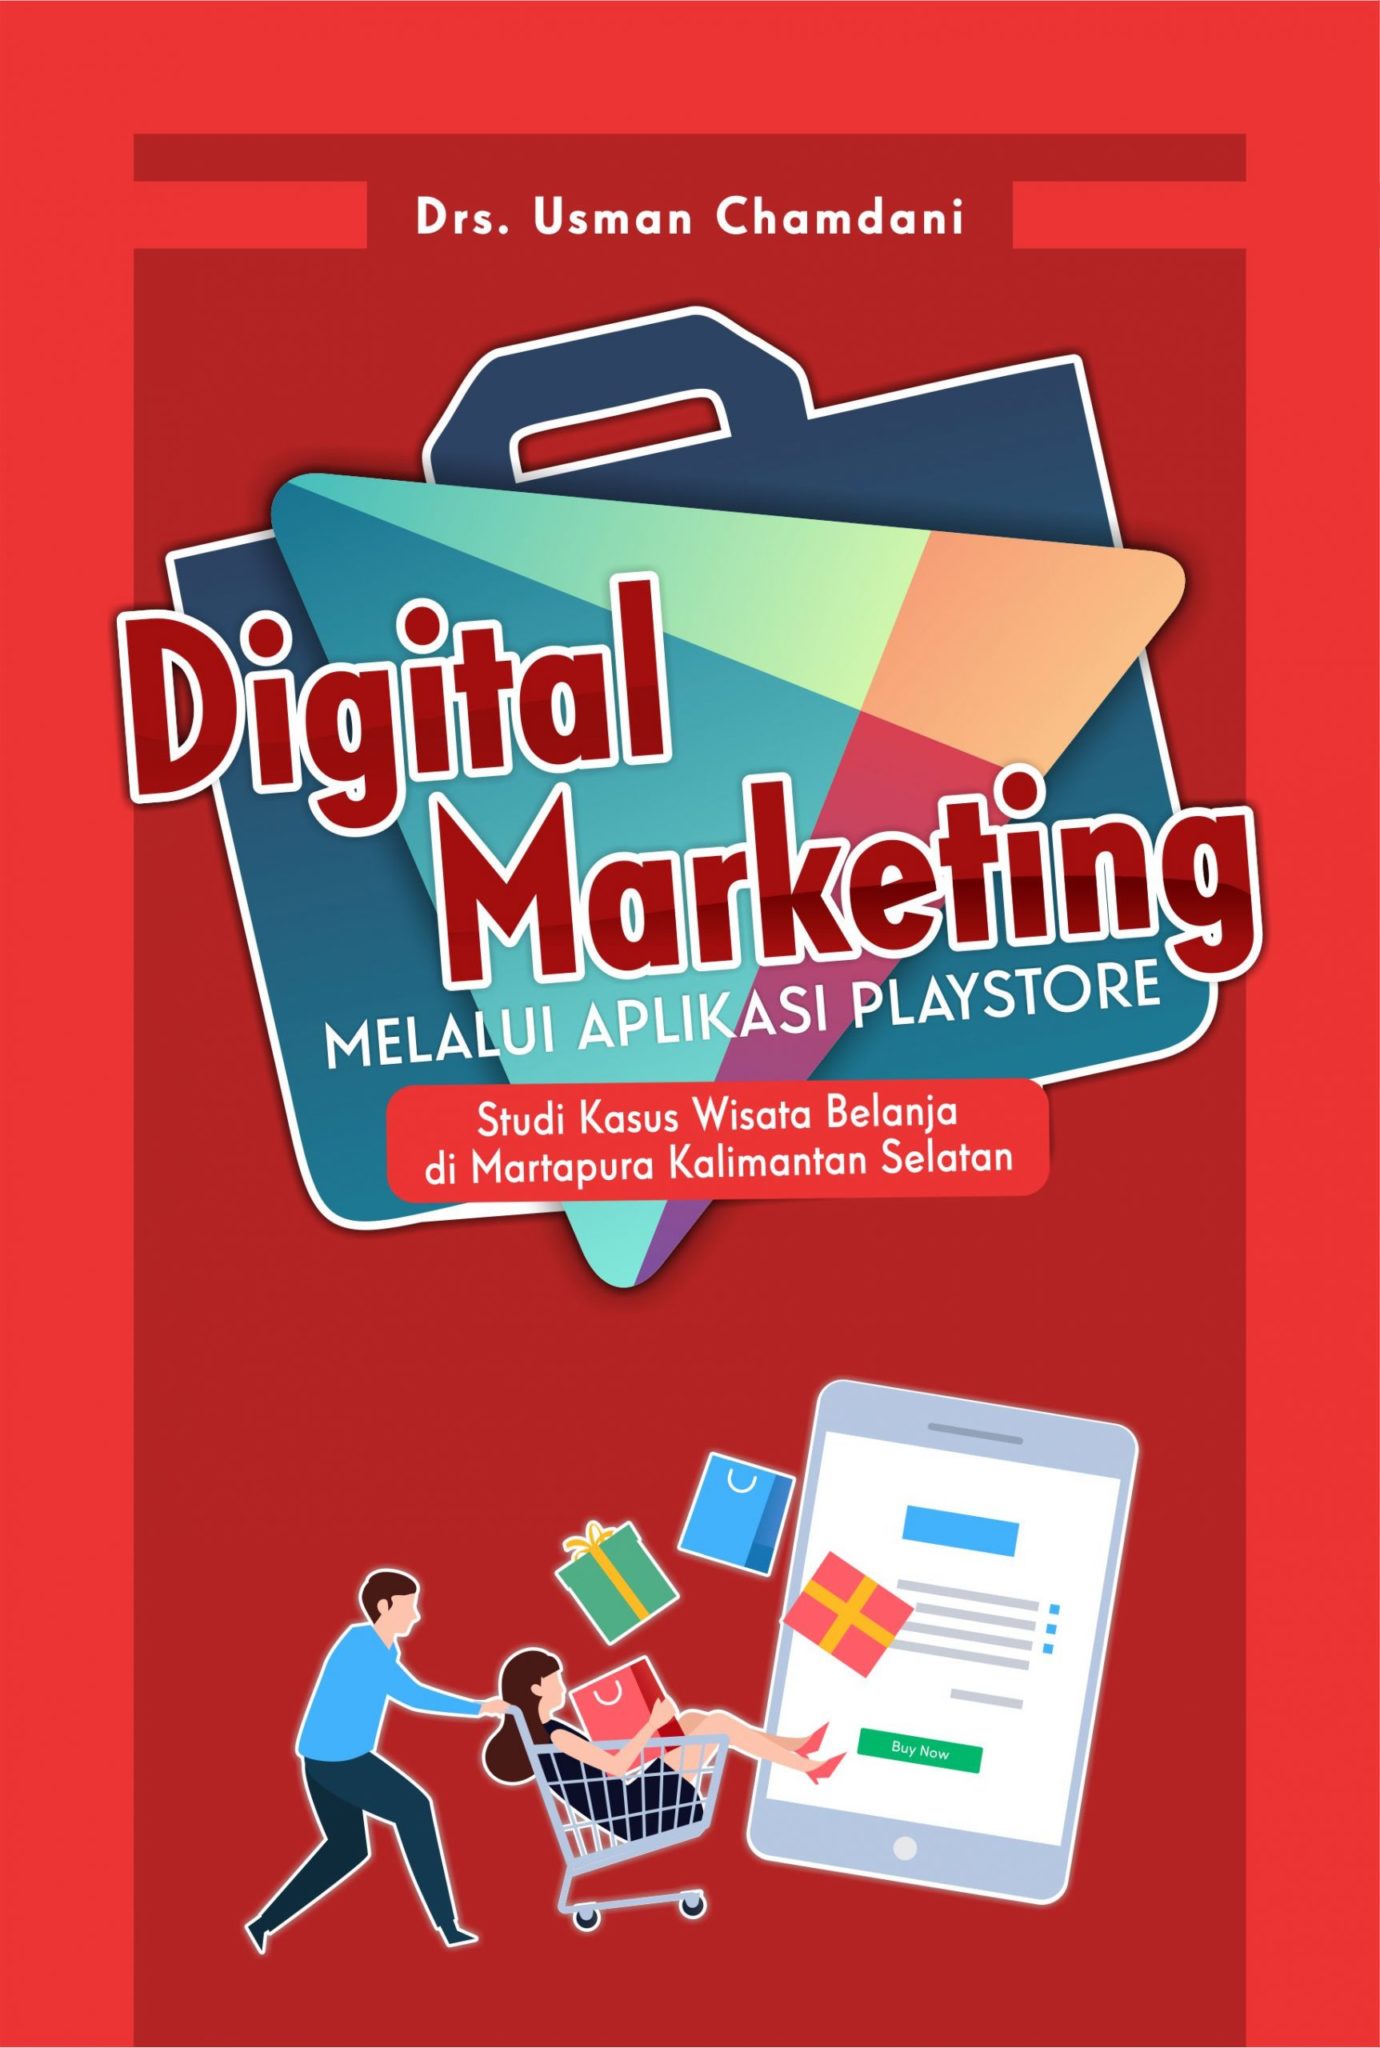 Drs. Usman Chamdani
Digital
Marketing
MELALUI APLIKASI PLAYSTORE
Studi Kasus Wisata Belanja
di Martapura Kalimantan Selatan
Buy Now